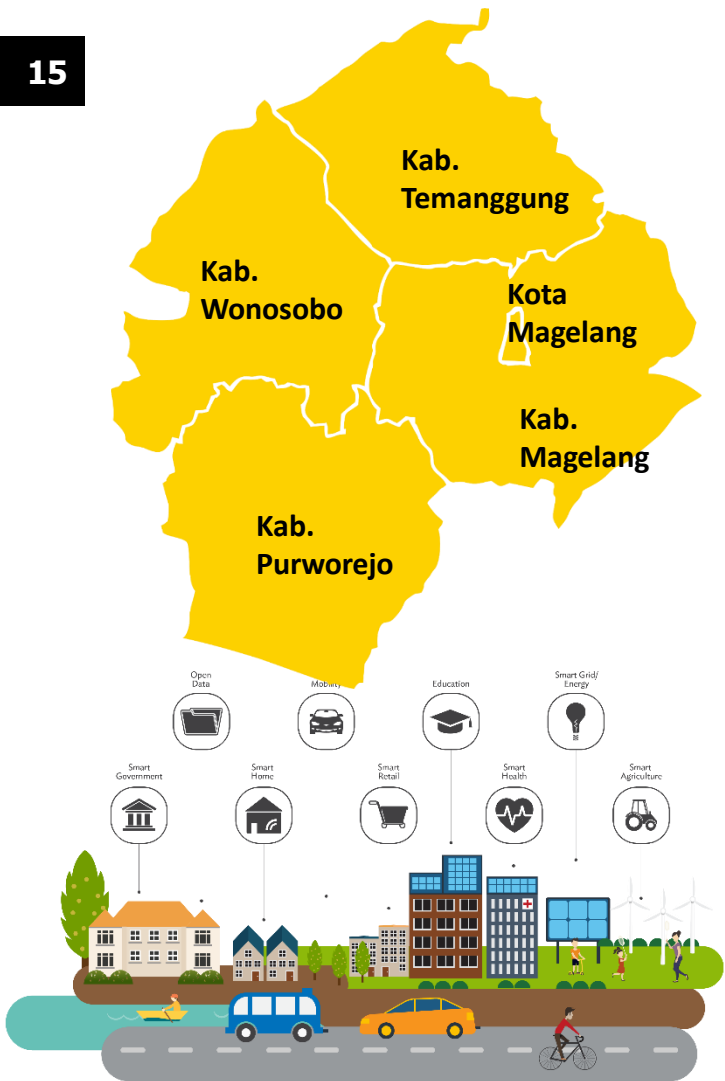 15
Kab.
Temanggung
Kab.
Wonosobo
Kota
Magelang
Kab.
Magelang
Kab.
Purworejo
Open
Data
Mobility
Education
Smart Grid/
Energy
Smart
Government
Smart
Home
Smart
Retail
Smart
Health
Smart
Agriculture